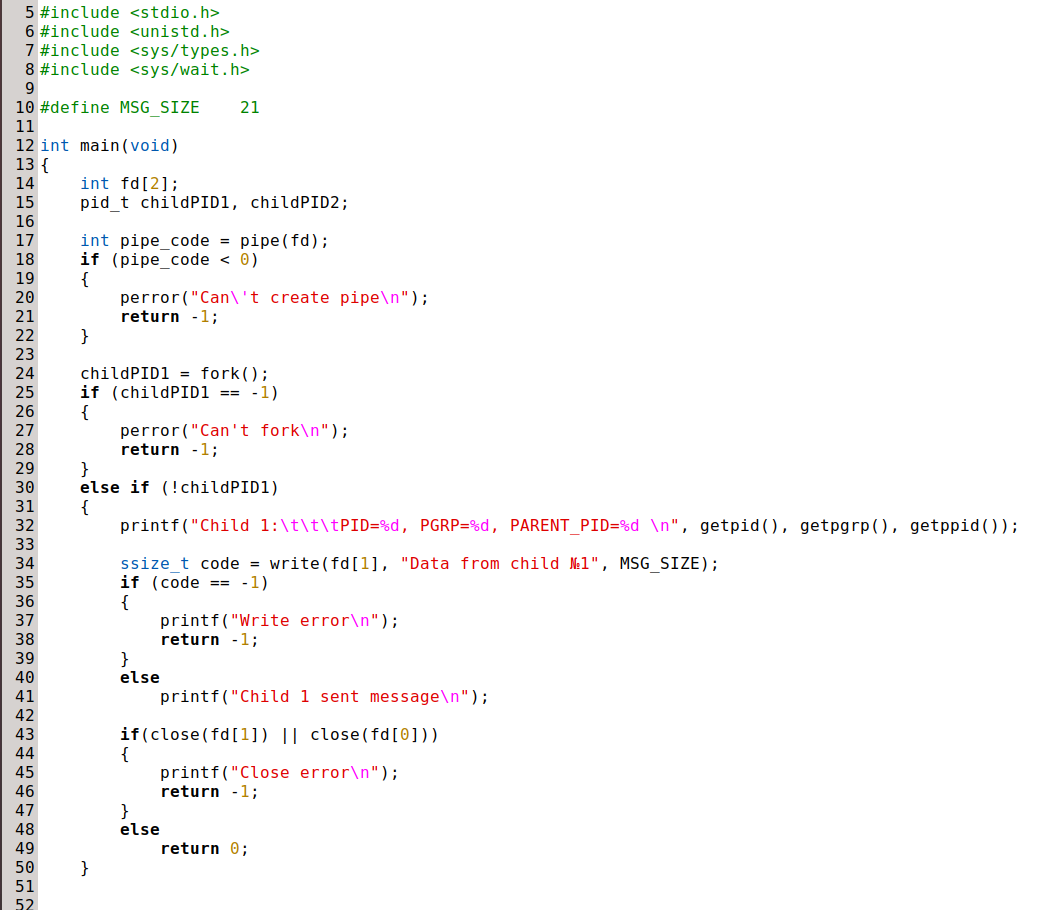 5 #include <stdio.h>
6 #include <unistd.h>
7 #include <sys/types.h>
8 #include <sys/wait.h>
9
10 #define MSG_SIZE    21
11
12 int main(void)
13 {
14     int fd[2];
15     pid_t childPID1, childPID2;
16
17     int pipe_code = pipe(fd);
18     if (pipe_code < 0)
19     {
20         perror("Can\'t create pipe\n");
21         return -1;
22     }
23
24     childPID1 = fork();
25     if (childPID1 == -1)
26     {
27         perror("Can't fork\n");
28         return -1;
29     }
30     else if (!childPID1)
31     {
32         printf("Child 1:\t\t\tPID=%d, PGRP=%d, PARENT_PID=%d \n", getpid(), getpgrp(), getppid());
33
34         ssize_t code = write(fd[1], "Data from child №1", MSG_SIZE);
35         if (code == -1)
36         {
37             printf("Write error\n");
38             return -1;
39         }
40         else
41             printf("Child 1 sent message\n");
42
43         if(close(fd[1]) || close(fd[0]))
44         {
45             printf("Close error\n");
46             return -1;
47         }
48         else
49             return 0;
50     }
51
52